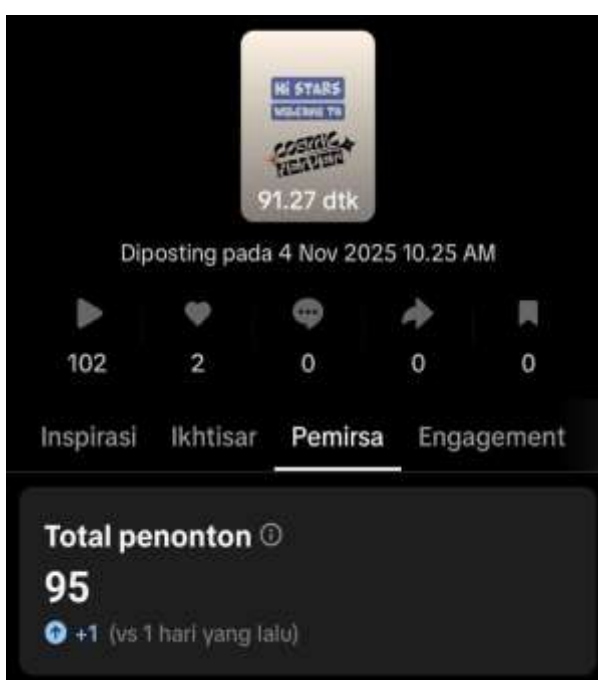 Hi STARS
WELCOME TO
COSMIC
HEAVEN
91.27 dtk
Diposting pada 4 Nov 2025 10.25 AM
102 2 0 0 0
Inspirasi Ikhtisar Pemirsa Engagement
Total penonton
95
+1 (vs 1 hari yang lalu)